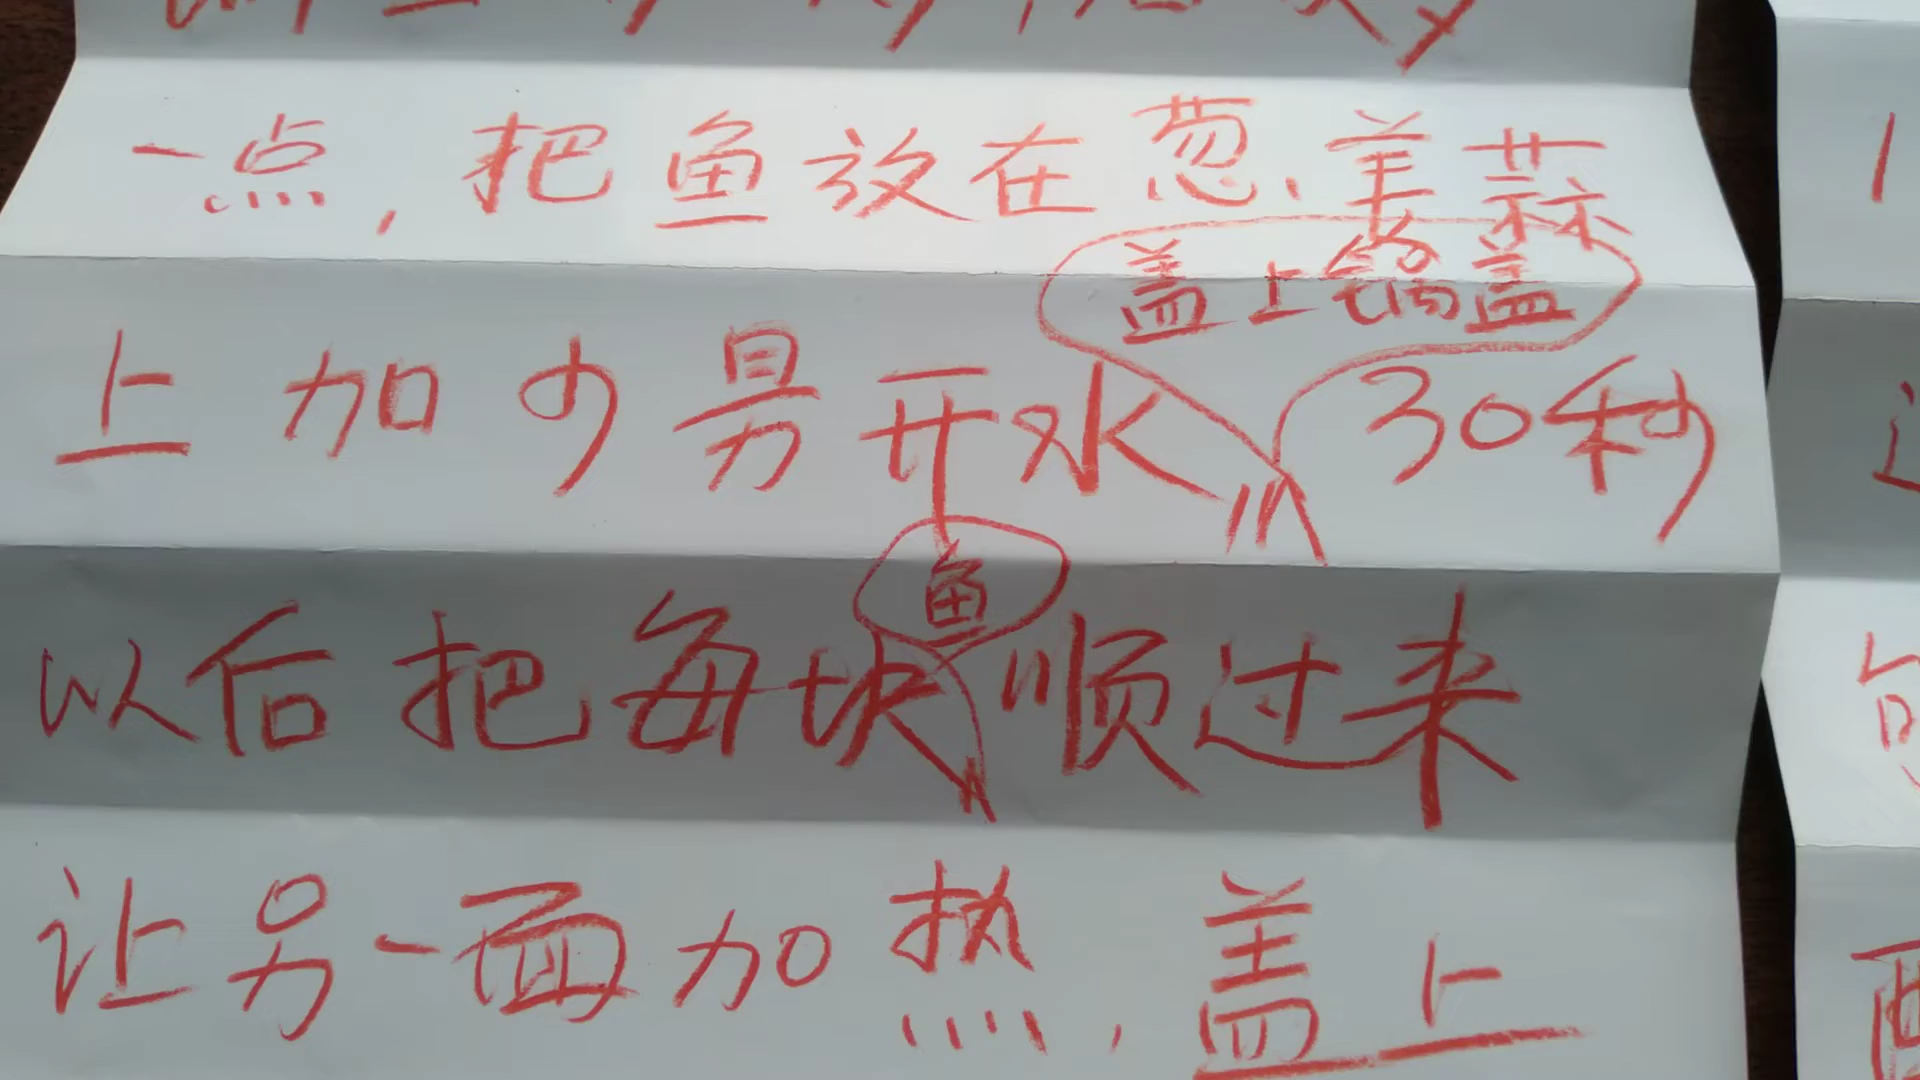 一点，把鱼放在葱、姜蒜
盖上锅盖
上加少量开水，30秒
鱼
以后把每块顺过来
让另一面加热，盖上